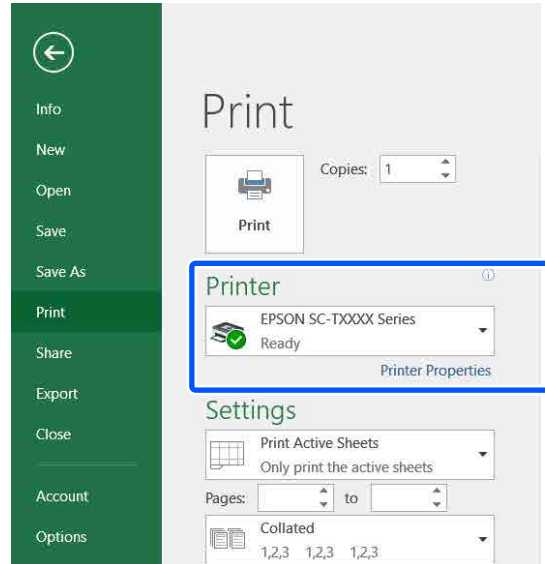 Info
New
Open
Save
Save As
Print
Share
Export
Close
Account
Options
Print
Copies: 1
Print
Printer
EPSON SC-TXXXX Series
Ready
Printer Properties
Settings
Print Active Sheets
Only print the active sheets
Pages: to
Collated
1,2,3 1,2,3 1,2,3